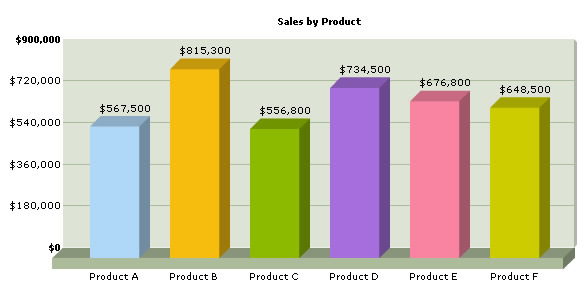 Sales by Product
$900,000
$720,000
$540,000
$360,000
$180,000
$0
$567,500
$815,300
$556,800
$734,500
$676,800
$648,500
Product A
Product B
Product C
Product D
Product E
Product F